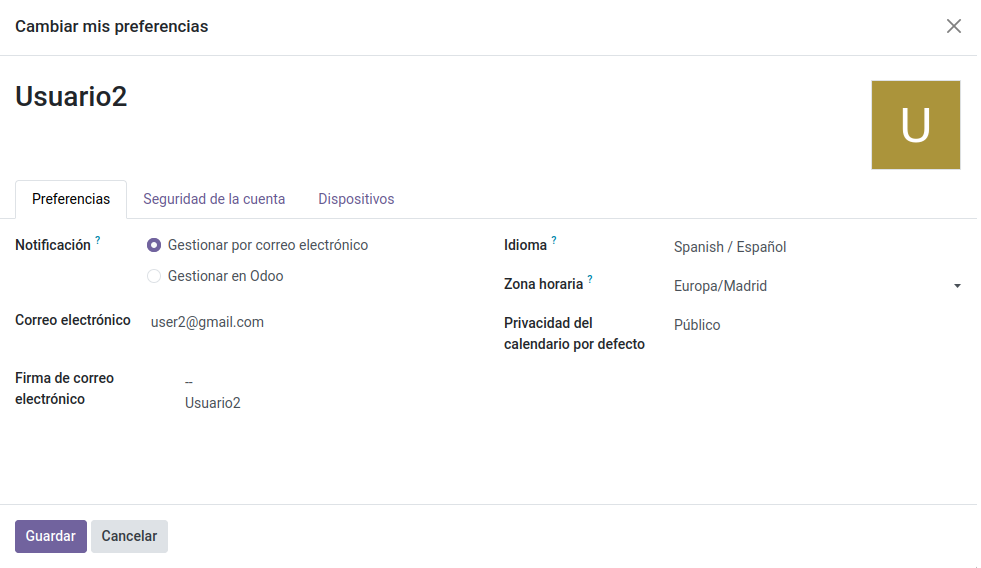 Cambiar mis preferencias
Usuario2
U
Preferencias
Seguridad de la cuenta
Dispositivos
Notificación ?
Gestionar por correo electrónico
Gestionar en Odoo
Correo electrónico
user2@gmail.com
Firma de correo
electrónico
--
Usuario2
Idioma ?
Spanish / Español
Zona horaria ?
Europa/Madrid
Privacidad del
calendario por defecto
Público
Guardar
Cancelar